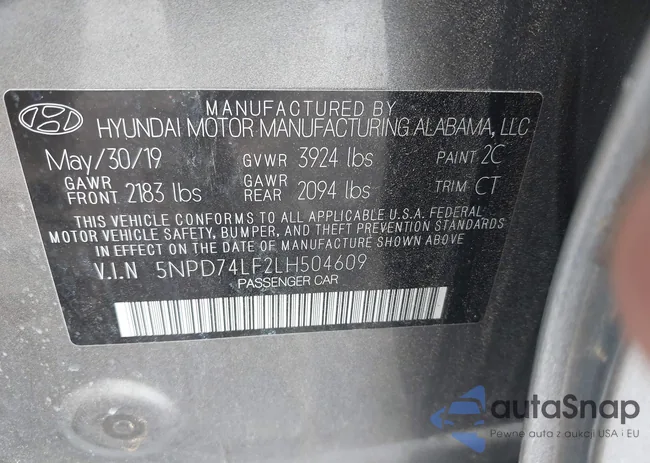 MANUFACTURED BY
HYUNDAI MOTOR MANUFACTURING ALABAMA, LLC
May/30/19 GVWR 3924 lbs PAINT 2C
GAWR FRONT 2183 lbs GAWR REAR 2094 lbs TRIM CT
THIS VEHICLE CONFORMS TO ALL APPLICABLE U.S.A. FEDERAL
MOTOR VEHICLE SAFETY, BUMPER, AND THEFT PREVENTION STANDARDS
IN EFFECT ON THE DATE OF MANUFACTURE SHOWN ABOVE
V.I.N 5NPD74LF2LH504609
PASSENGER CAR
autaSnap
Pewne auta z aukcji USA i EU